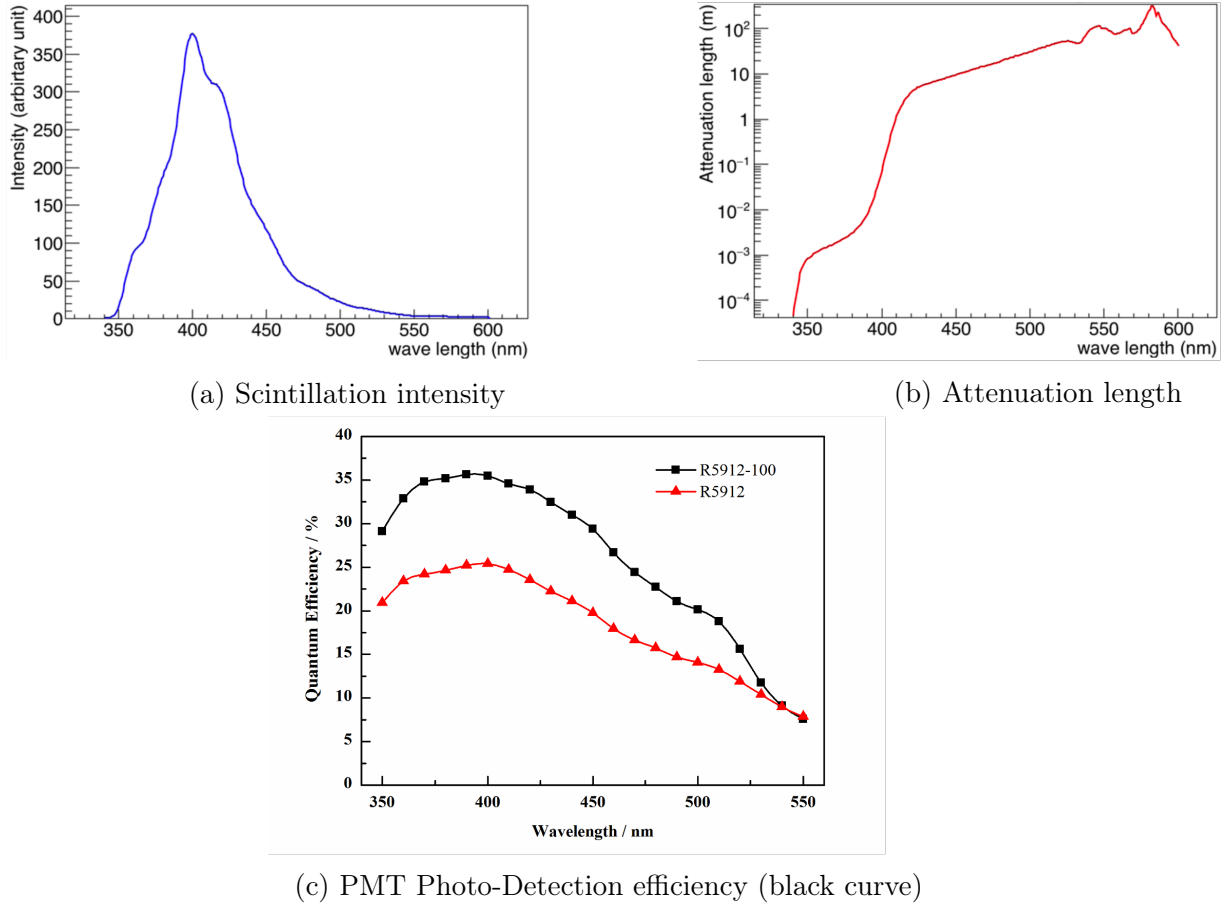 Intensity (arbirtary unit)
400
350
300
250
200
150
100
50
0
350 400 450 500 550 600
wave length (nm)
(a) Scintillation intensity
Attenuation length (m)
10²
10
1
10⁻¹
10⁻²
10⁻³
10⁻⁴
350 400 450 500 550 600
wave length (nm)
(b) Attenuation length
Quantum Efficiency / %
40
35
30
25
20
15
10
5
0
R5912-100
R5912
350 400 450 500 550
Wavelength / nm
(c) PMT Photo-Detection efficiency (black curve)